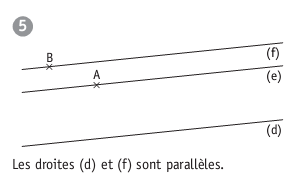 5
B
(f)
A
(e)
(d)
Les droites (d) et (f) sont parallèles.